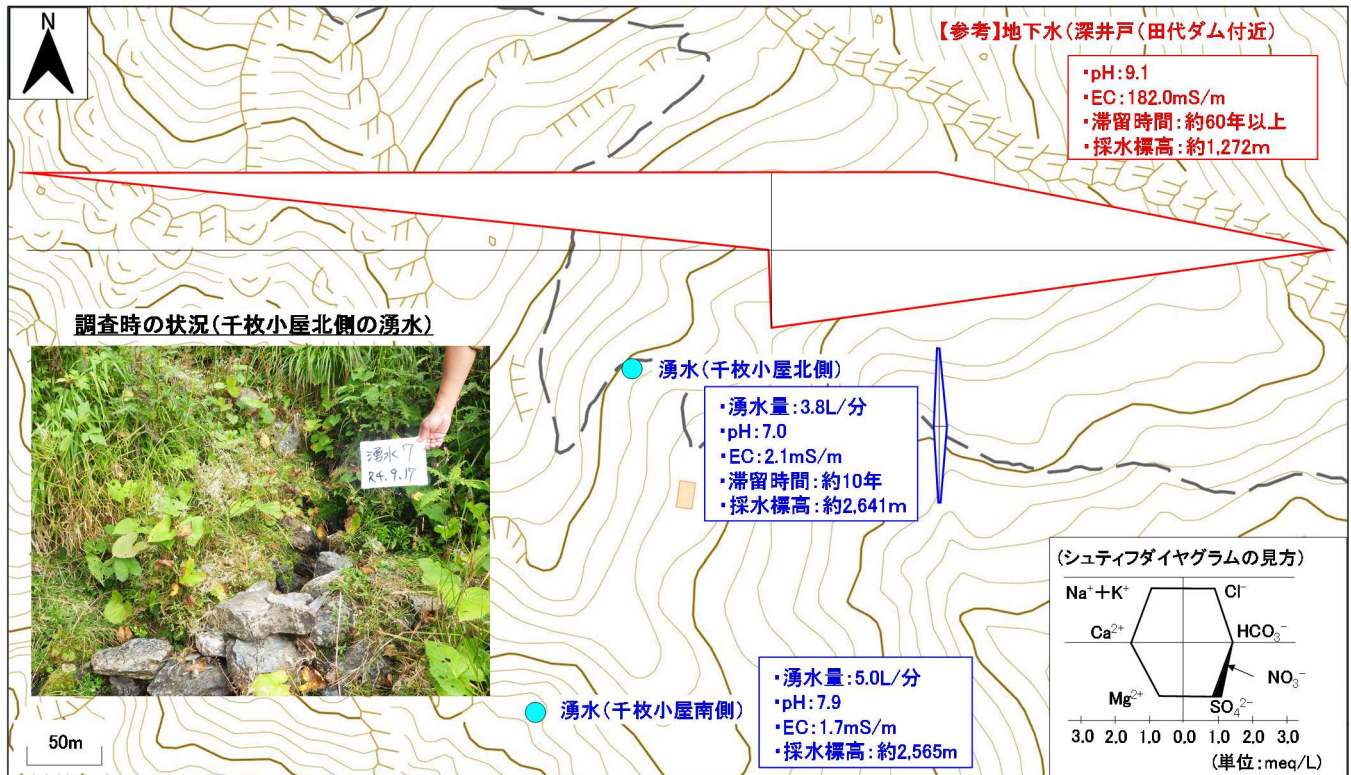 N
【参考】地下水(深井戸(田代ダム付近)
・pH:9.1
・EC:182.0mS/m
・滞留時間:約60年以上
・採水標高:約1,272m
調査時の状況(千枚小屋北側の湧水)
湧水7
R4.9.17
湧水(千枚小屋北側)
・湧水量:3.8L/分
・pH:7.0
・EC:2.1mS/m
・滞留時間:約10年
・採水標高:約2,641m
湧水(千枚小屋南側)
・湧水量:5.0L/分
・pH:7.9
・EC:1.7mS/m
・採水標高:約2,565m
50m
(シュティフダイヤグラムの見方)
Na⁺+K⁺ Cl⁻
Ca²⁺ HCO₃⁻
NO₃⁻
Mg²⁺ SO₄²⁻
3.0 2.0 1.0 0.0 1.0 2.0 3.0
(単位:meq/L)